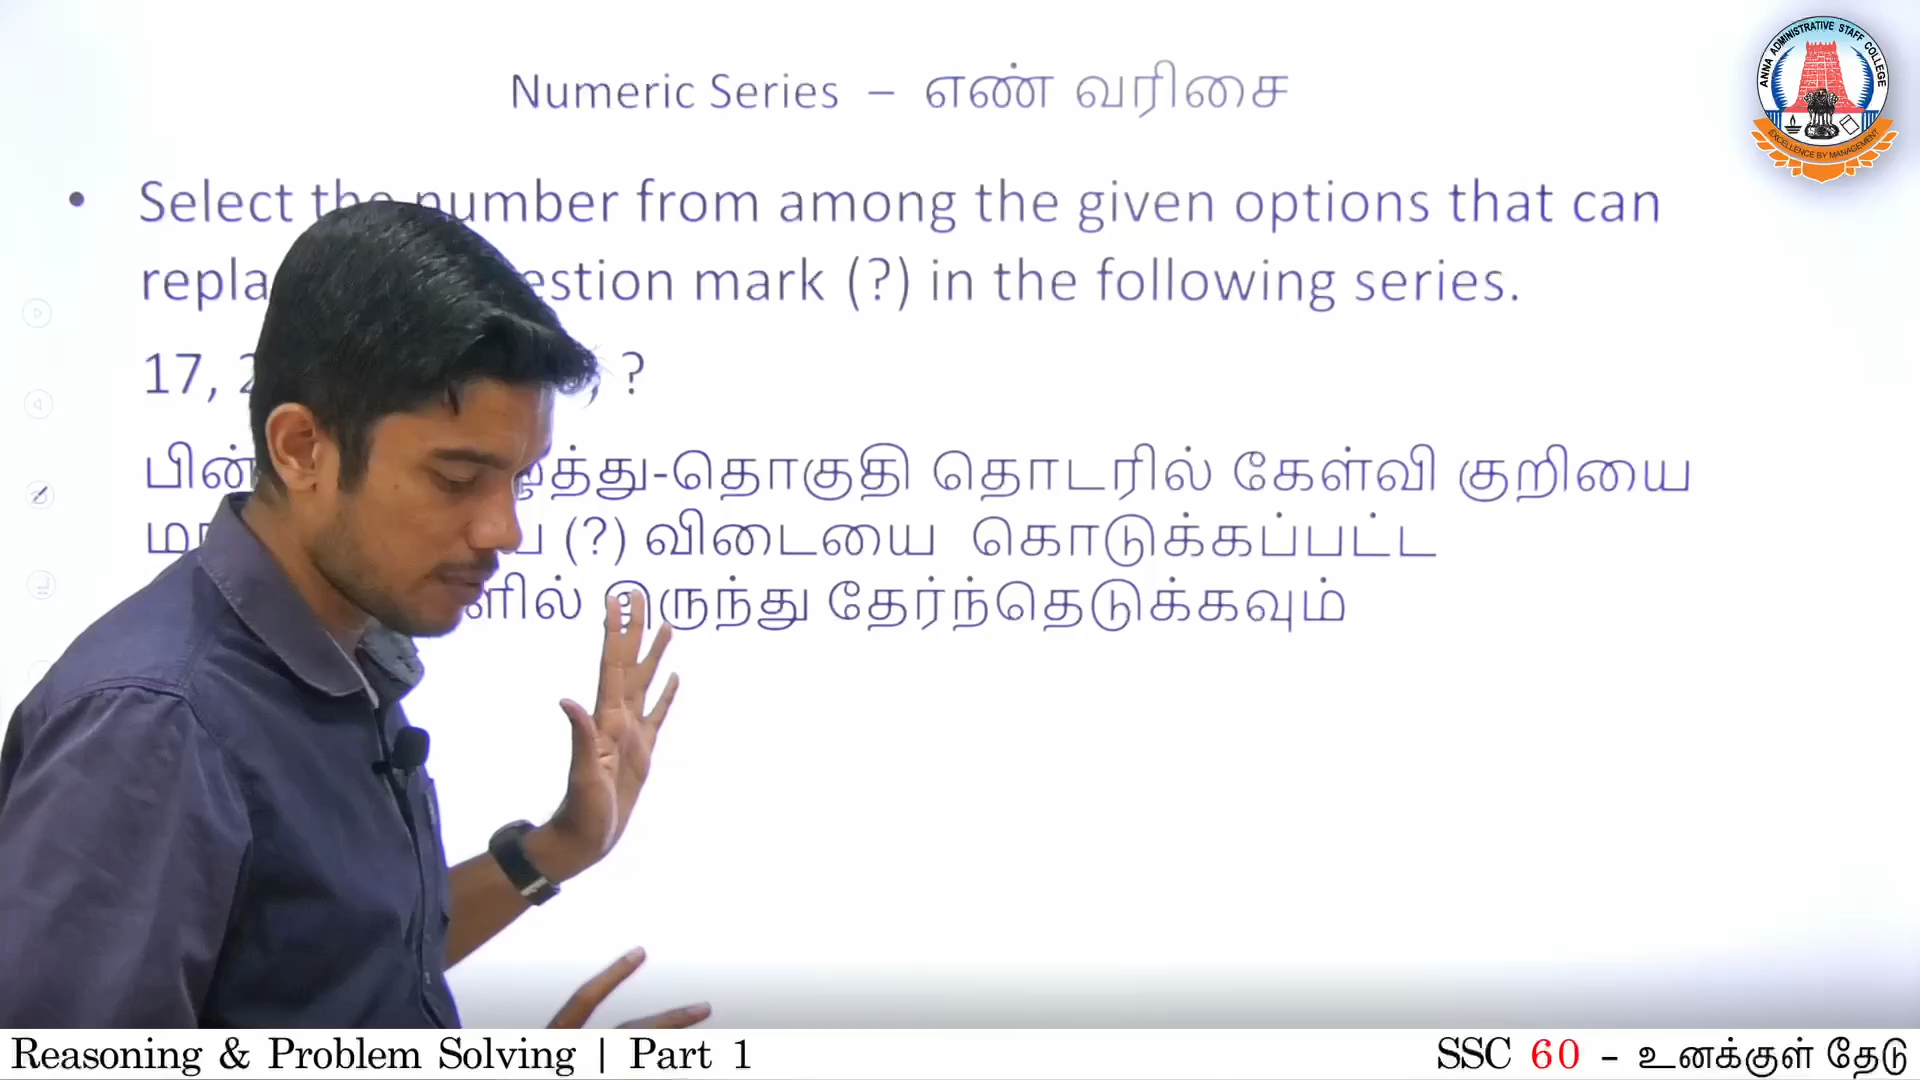 Numeric Series – எண் வரிசை
ANNA ADMINISTRATIVE STAFF COLLEGE
EXCELLENCE BY MANAGEMENT
• Select the number from among the given options that can
mark (?) in the following series.
17, ?
தொகுதி தொடரில் கேள்வி குறியை
(?) விடையை கொடுக்கப்பட்ட
இருந்து தேர்ந்தெடுக்கவும்
Reasoning & Problem Solving | Part 1
SSC 60 - உனக்குள் தேடு